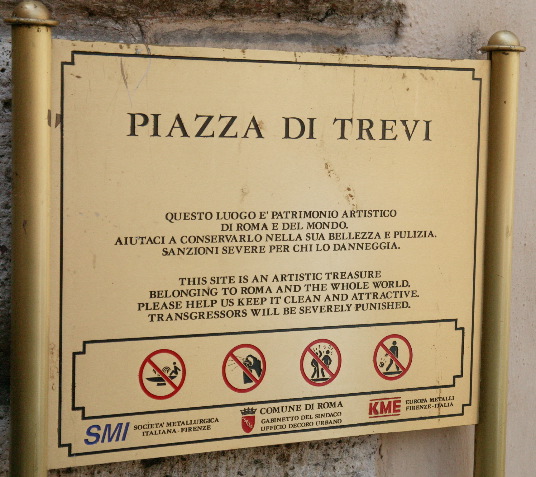 PIAZZA DI TREVI
QUESTO LUOGO E' PATRIMONIO ARTISTICO
DI ROMA E DEL MONDO.
AIUTACI A CONSERVARLO NELLA SUA BELLEZZA E PULIZIA.
SANZIONI SEVERE PER CHI LO DANNEGGIA.
THIS SITE IS AN ARTISTIC TREASURE
BELONGING TO ROMA AND THE WHOLE WORLD.
PLEASE HELP US KEEP IT CLEAN AND ATTRACTIVE.
TRANSGRESSORS WILL BE SEVERELY PUNISHED.
SMI
SOCIETA' METALLURGICA
ITALIANA - FIRENZE
COMUNE DI ROMA
GABINETTO DEL SINDACO
UFFICIO DECORO URBANO
KME
EUROPA METALLI
FIRENZE - ITALIA